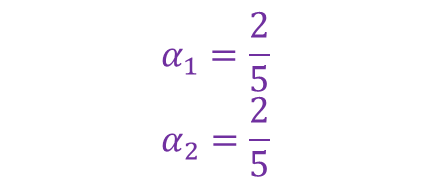 α₁ = 2/5
α₂ = 2/5